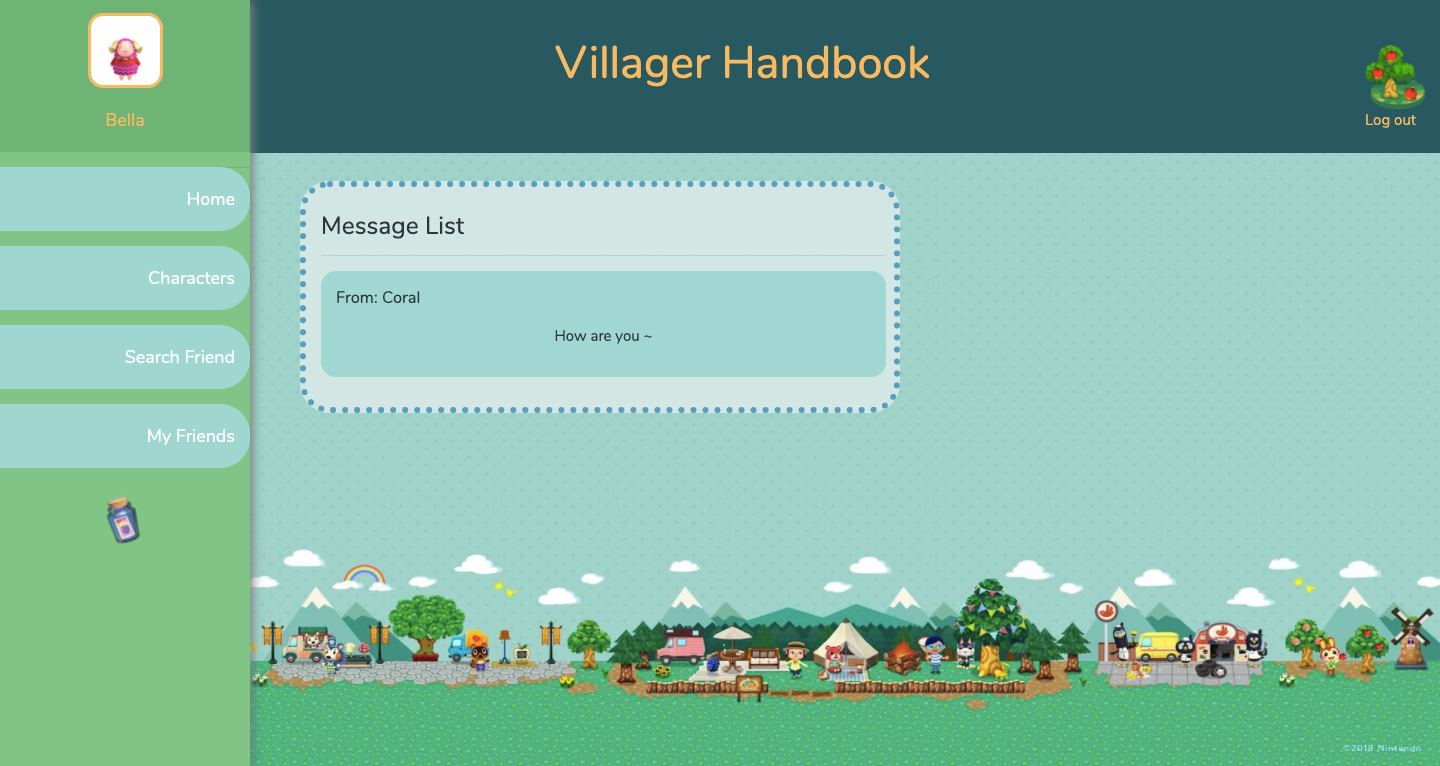 Bella
Home
Characters
Search Friend
My Friends
Villager Handbook
Log out
Message List
From: Coral
How are you ~
©2018 Nintendo